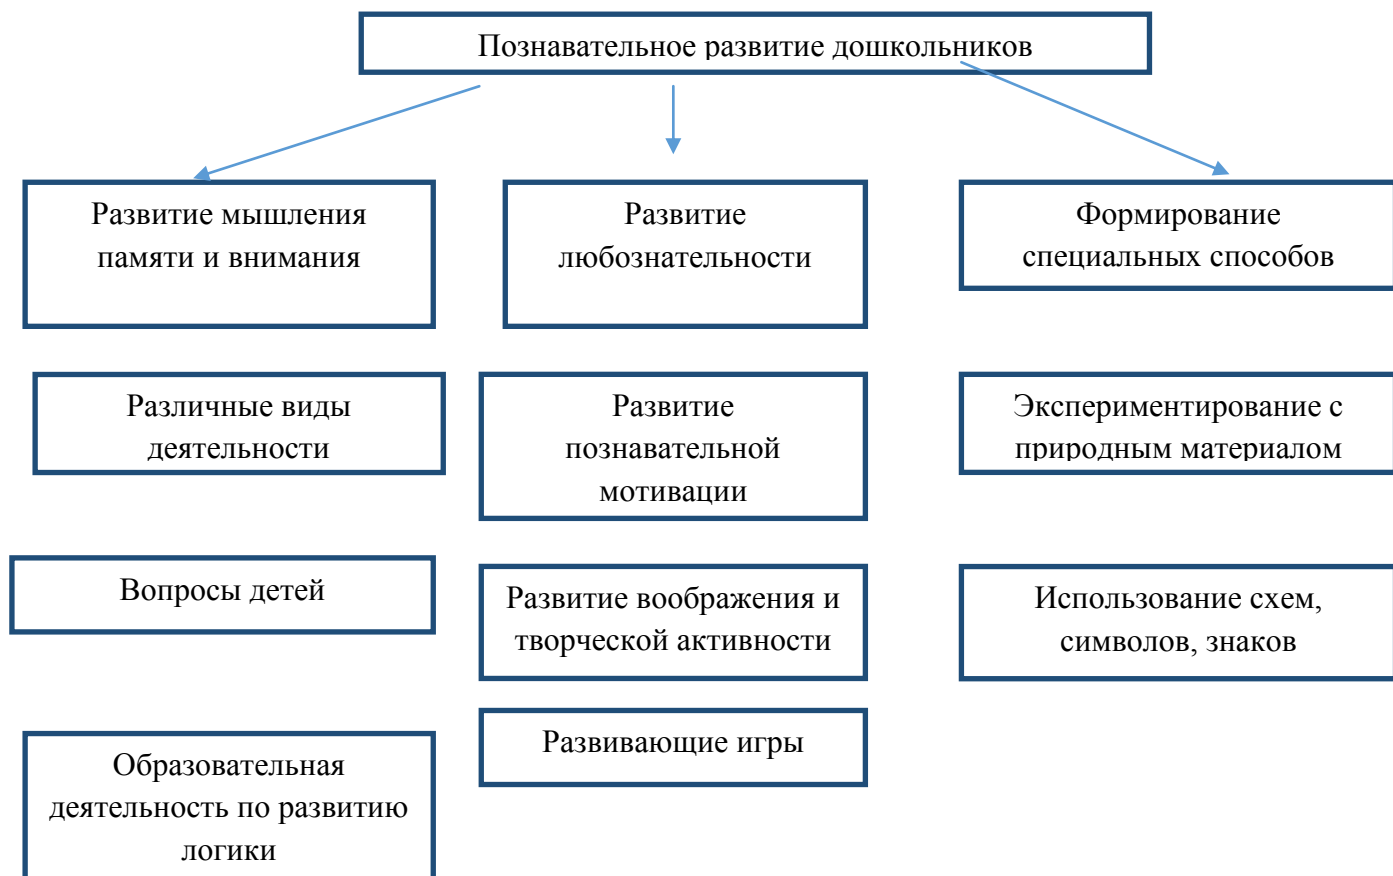 Познавательное развитие дошкольников
Развитие мышления
памяти и внимания
Развитие
любознательности
Формирование
специальных способов
Различные виды
деятельности
Развитие
познавательной
мотивации
Экспериментирование с
природным материалом
Вопросы детей
Развитие воображения и
творческой активности
Использование схем,
символов, знаков
Образовательная
деятельность по развитию
логики
Развивающие игры